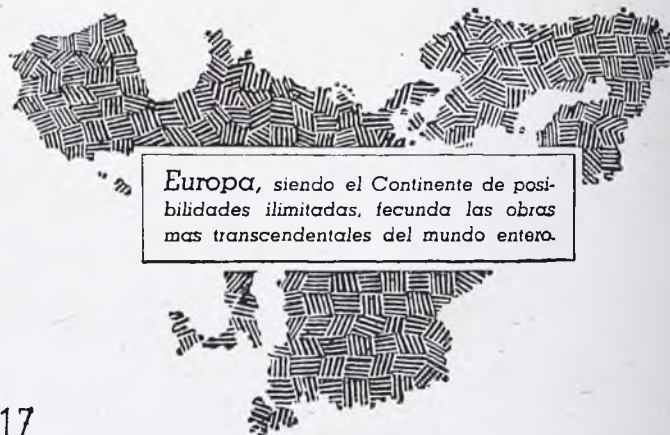 Europa, siendo el Continente de posi-
bilidades ilimitadas, fecunda las obras
mas transcendentales del mundo entero.
17